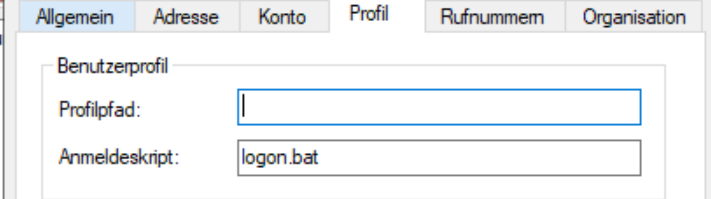 Allgemein Adresse Konto Profil Rufnummern Organisation
Benutzerprofil
Profilpfad:
Anmeldeskript: logon.bat